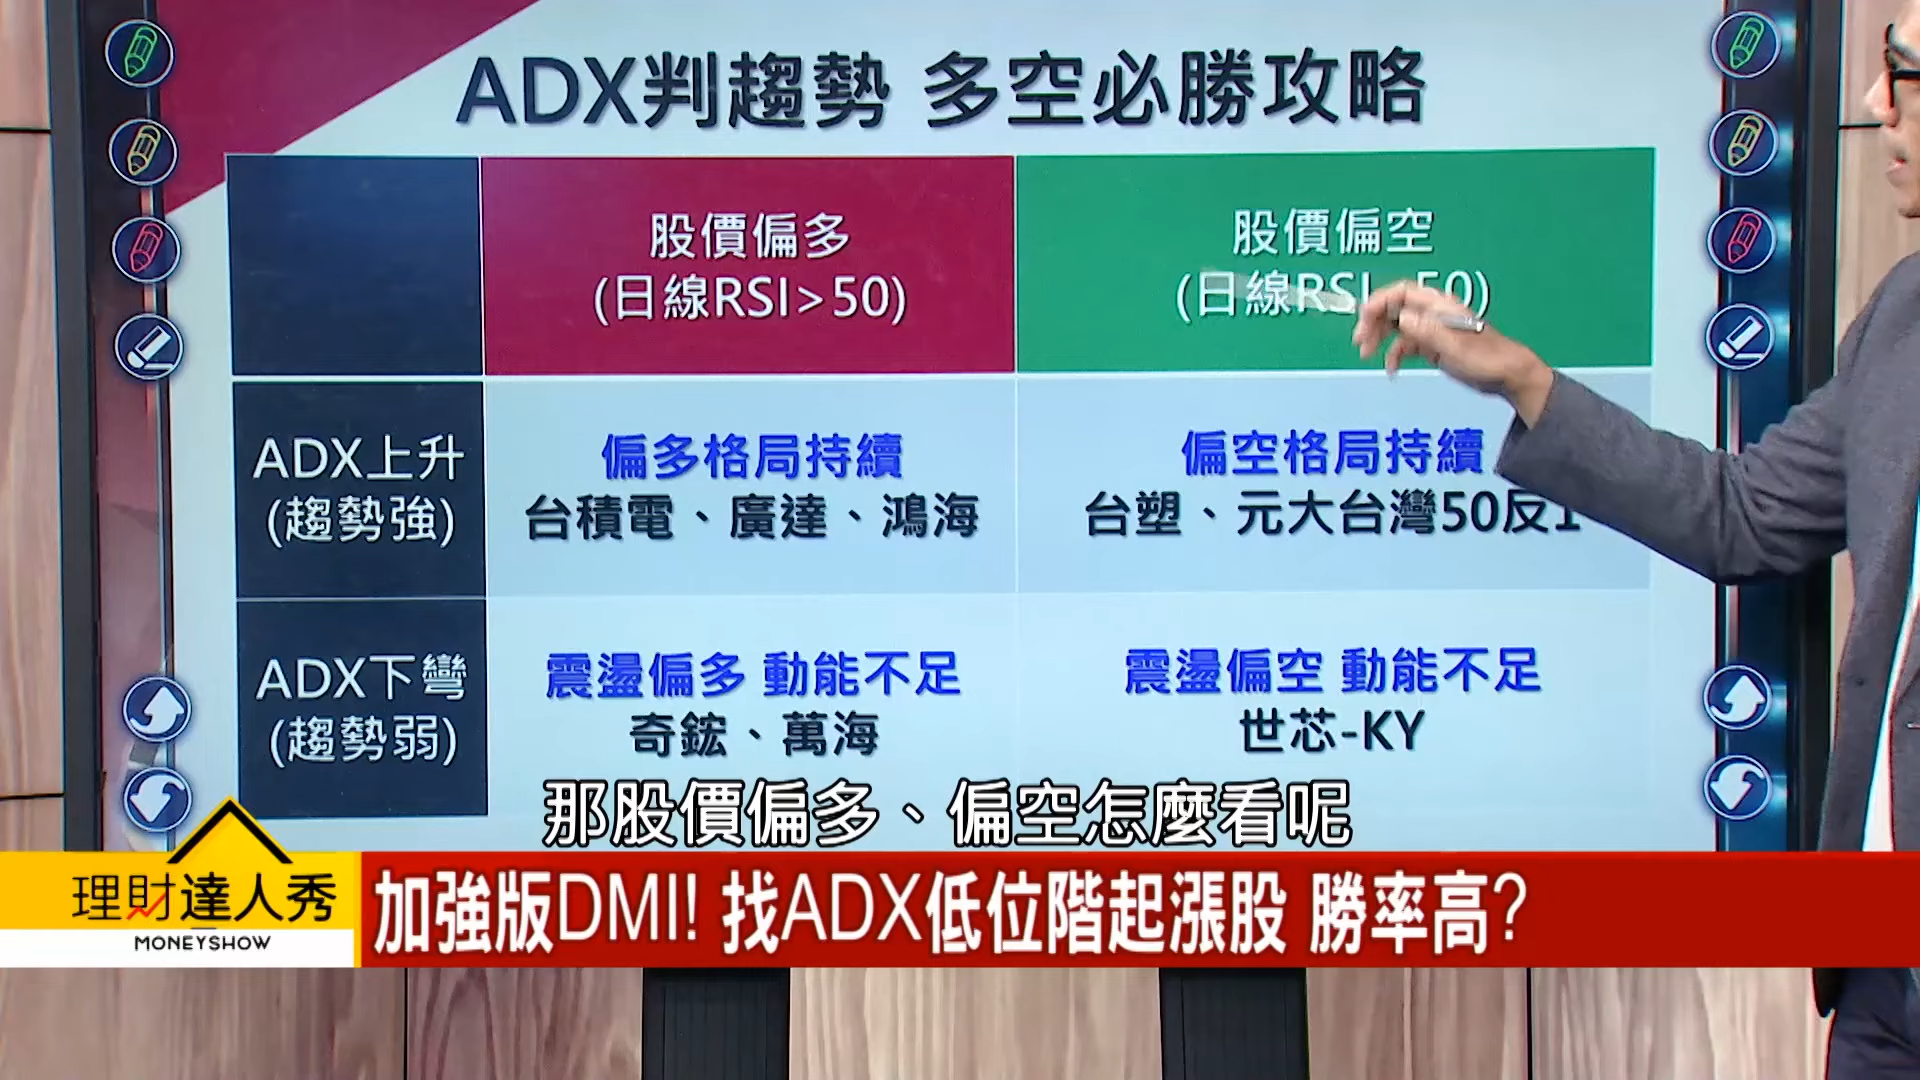 ADX判趨勢 多空必勝攻略
股價偏多
(日線RSI>50)
股價偏空
(日線RSI 50)
ADX上升
(趨勢強)
偏多格局持續
台積電、廣達、鴻海
偏空格局持續
台塑、元大台灣50反1
ADX下彎
(趨勢弱)
震盪偏多 動能不足
奇鋐、萬海
震盪偏空 動能不足
世芯-KY
那股價偏多、偏空怎麼看呢
理財達人秀
MONEYSHOW
加強版DMI! 找ADX低位階起漲股 勝率高?